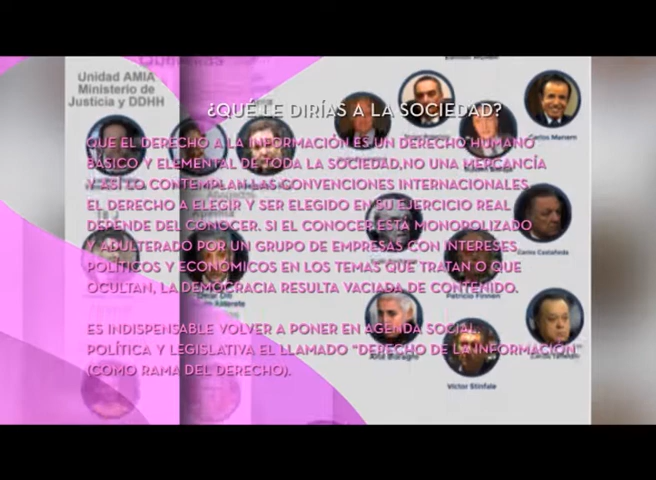 Unidad AMIA
Ministerio de
Justicia y DDHH
¿QUÉ LE DIRÍAS A LA SOCIEDAD?
QUE EL DERECHO A LA INFORMACIÓN ES UN DERECHO HUMANO
BÁSICO Y ELEMENTAL DE TODA LA SOCIEDAD,NO UNA MERCANCÍA
Y ASÍ LO CONTEMPLAN LAS CONVENCIONES INTERNACIONALES.
EL DERECHO A ELEGIR Y SER ELEGIDO EN SU EJERCICIO REAL
DEPENDE DEL CONOCER. SI EL CONOCER ESTÁ MONOPOLIZADO
Y ADULTERADO POR UN GRUPO DE EMPRESAS CON INTERESES
POLÍTICOS Y ECONÓMICOS EN LOS TEMAS QUE TRATAN O QUE
OCULTAN, LA DEMOCRACIA RESULTA VACIADA DE CONTENIDO.
ES INDISPENSABLE VOLVER A PONER EN AGENDA SOCIAL,
POLÍTICA Y LEGISLATIVA EL LLAMADO "DERECHO DE LA INFORMACIÓN"
(COMO RAMA DEL DERECHO).
Carlos Menem
Carlos Castañeda
Patricio Finnen
Víctor Stinfale